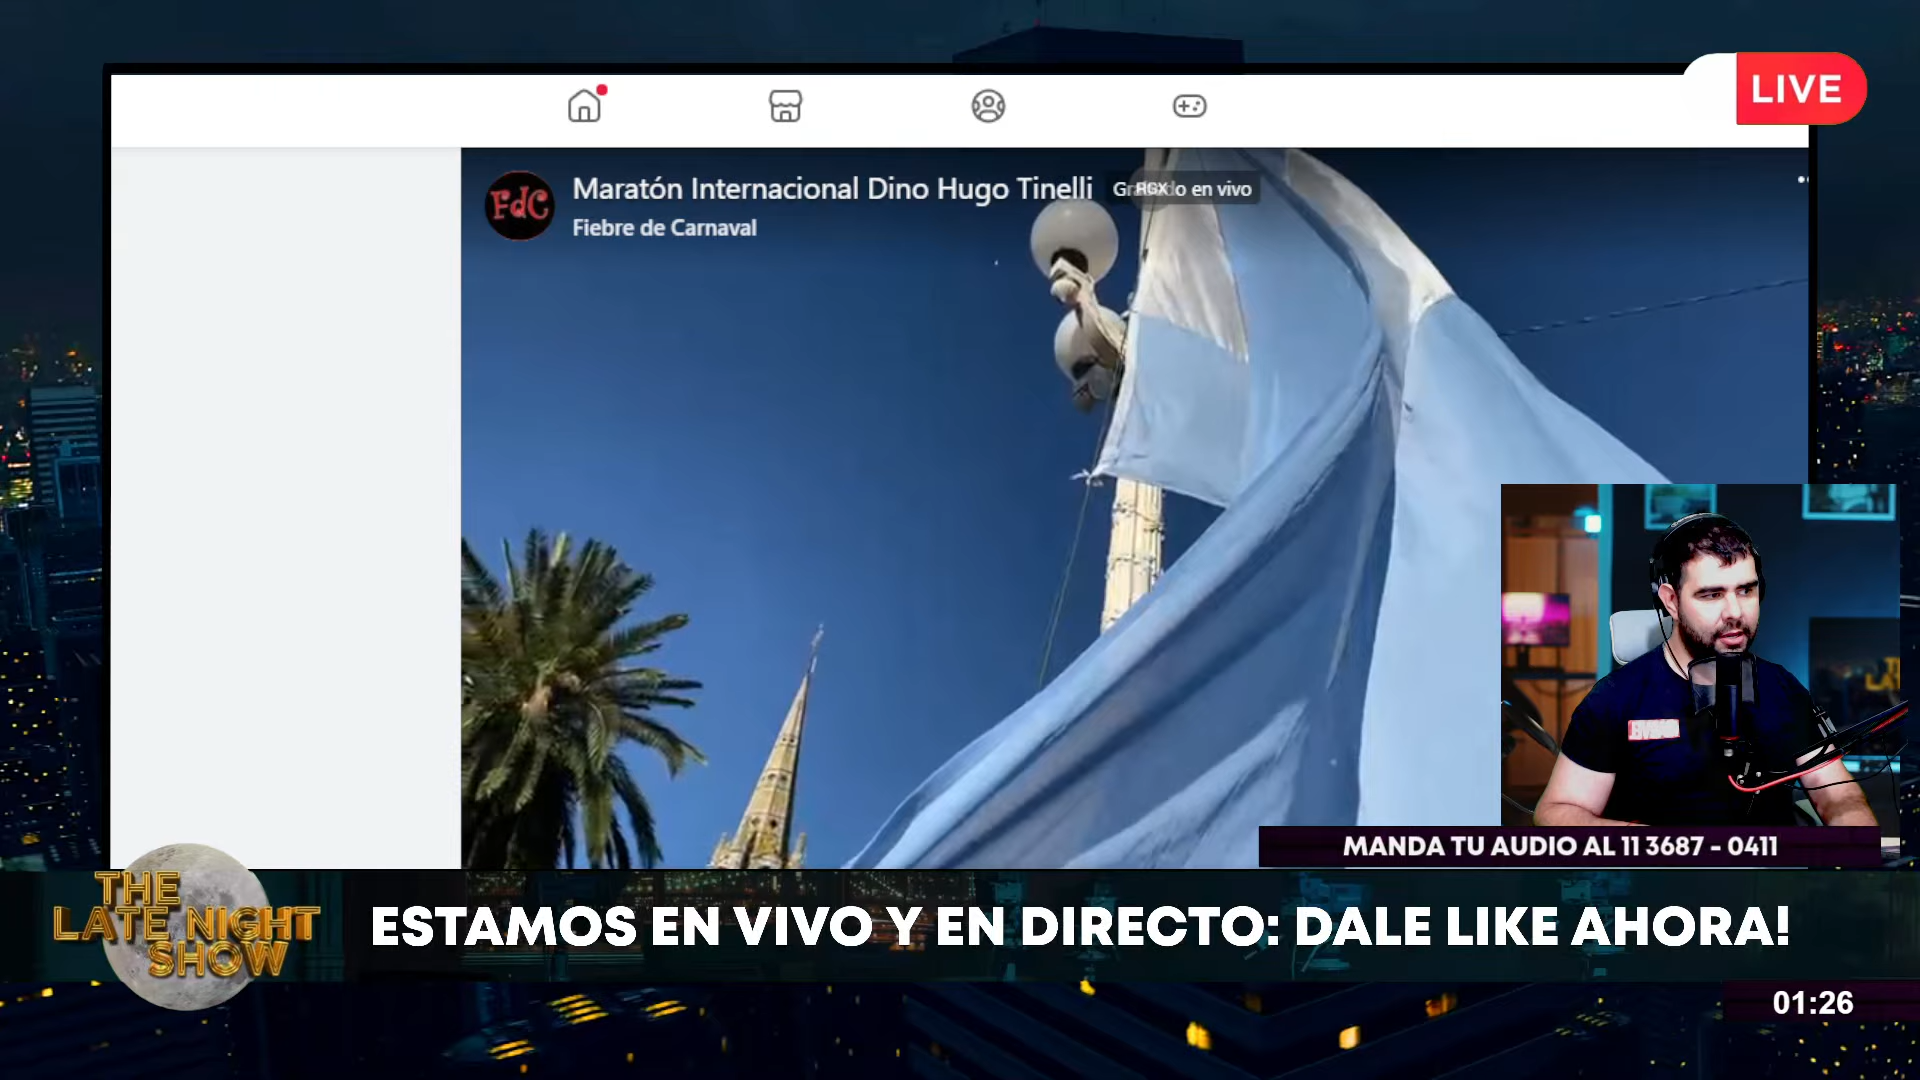 LIVE
FdC
Maratón Internacional Dino Hugo Tinelli
en vivo
Fiebre de Carnaval
MANDA TU AUDIO AL 11 3687 - 0411
THE
LATE NIGHT
SHOW
ESTAMOS EN VIVO Y EN DIRECTO: DALE LIKE AHORA!
01:26